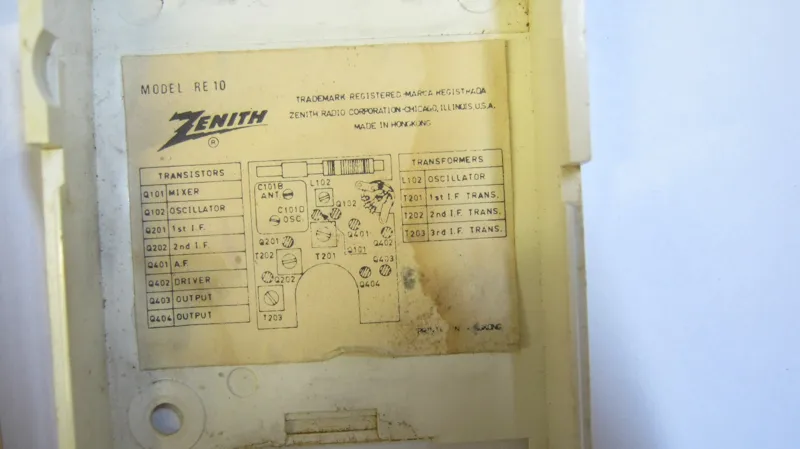 MODEL RE10
ZENITH
®
TRADEMARK REGISTERED-MARCA REGISTRADA
ZENITH RADIO CORPORATION-CHICAGO, ILLINOIS, U.S.A.
MADE IN HONGKONG
TRANSISTORS
Q101 MIXER
Q102 OSCILLATOR
Q201 1st I.F.
Q202 2nd I.F.
Q401 A.F.
Q402 DRIVER
Q403 OUTPUT
Q404 OUTPUT
C101B
ANT.
L102
Q102
C101D
OSC.
Q201
Q401
Q402
T202
T201
Q101
Q403
Q202
Q404
T203
TRANSFORMERS
L102 OSCILLATOR
T201 1st I.F. TRANS.
T202 2nd I.F. TRANS.
T203 3rd I.F. TRANS.